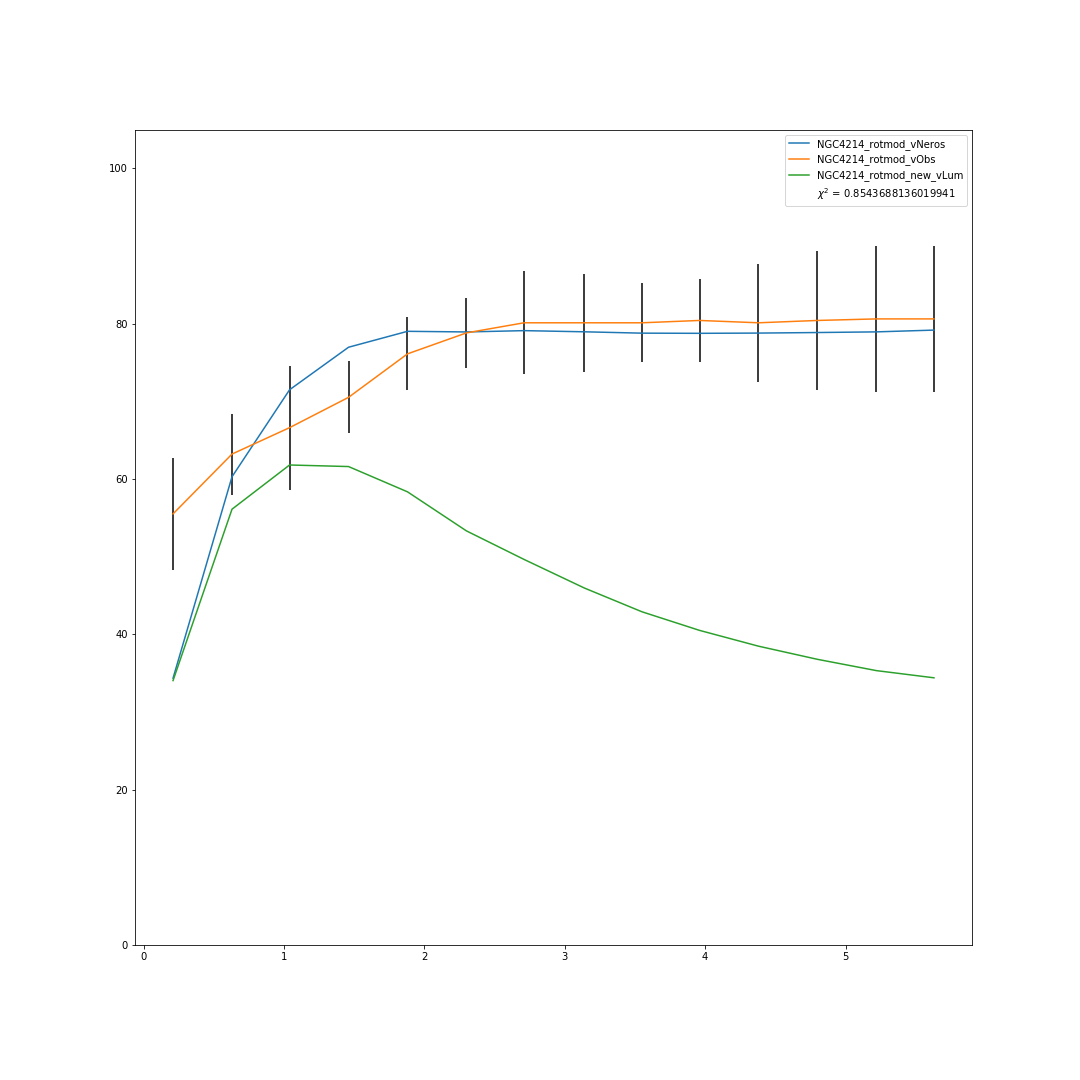 NGC4214_rotmod_vNeros
NGC4214_rotmod_vObs
NGC4214_rotmod_new_vLum
χ² = 0.8543688136019941
100
80
60
40
20
0
0 1 2 3 4 5